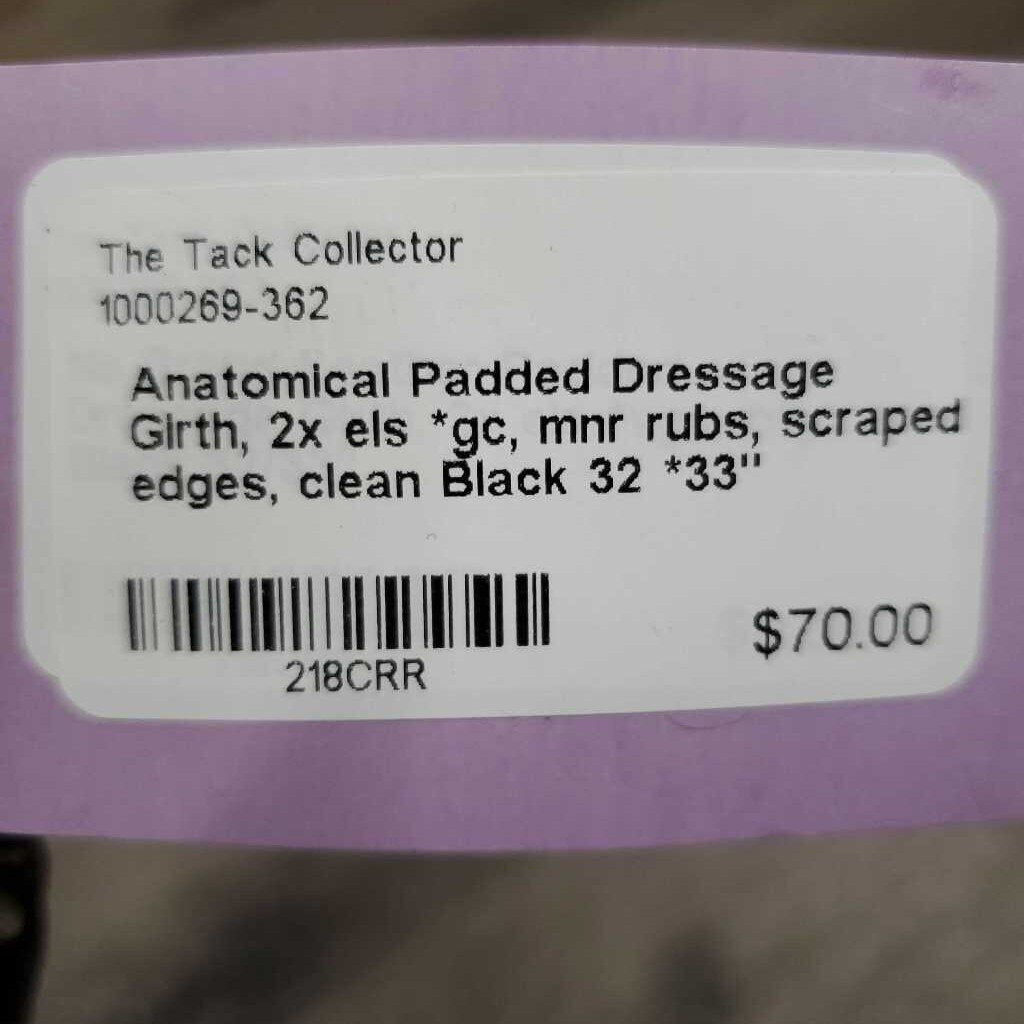 The Tack Collector
1000269-362
Anatomical Padded Dressage
Girth, 2x els *gc, mnr rubs, scraped
edges, clean Black 32 *33"
218CRR
$70.00